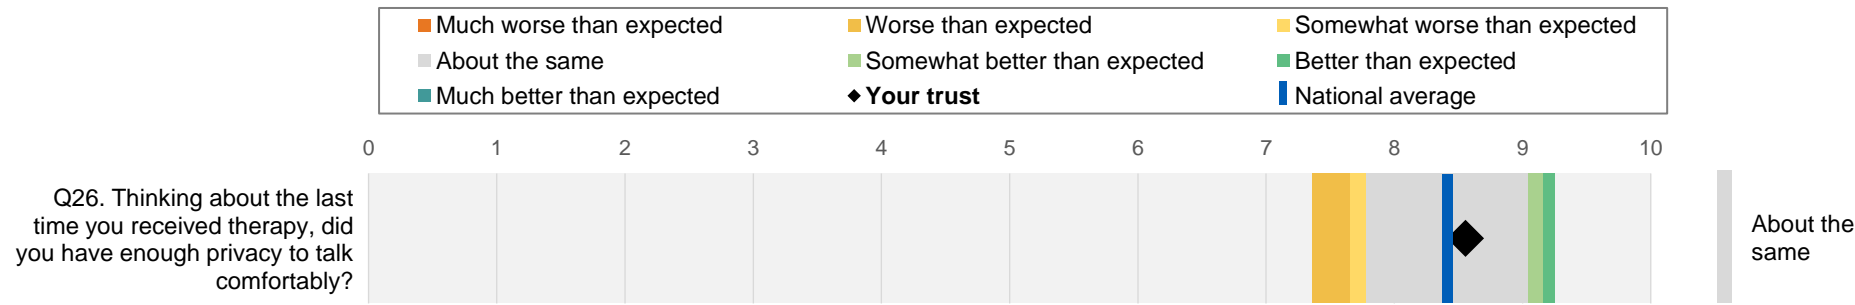 Much worse than expected
Worse than expected
Somewhat worse than expected
About the same
Somewhat better than expected
Better than expected
Much better than expected
Your trust
National average
0 1 2 3 4 5 6 7 8 9 10
Q26. Thinking about the last
time you received therapy, did
you have enough privacy to talk
comfortably?
About the
same